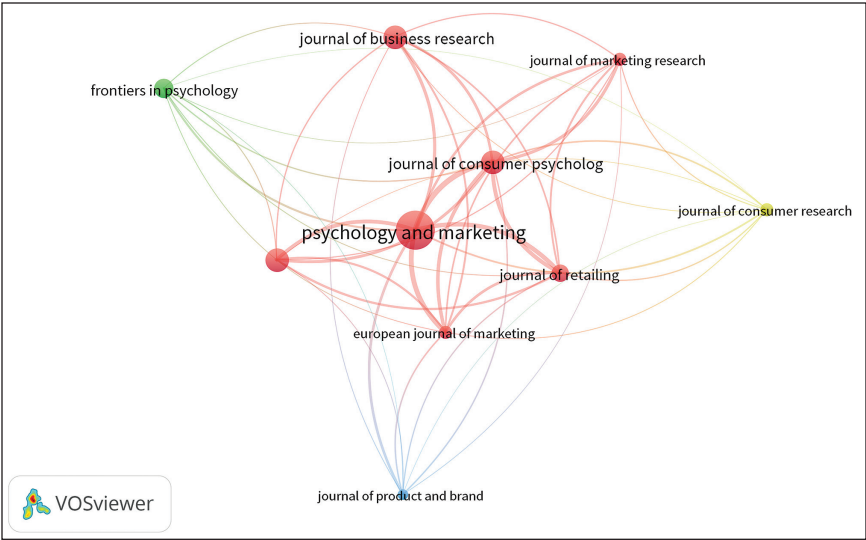 journal of business research
journal of marketing research
frontiers in psychology
journal of consumer psycholog
journal of consumer research
psychology and marketing
journal of retailing
european journal of marketing
journal of product and brand
VOSviewer